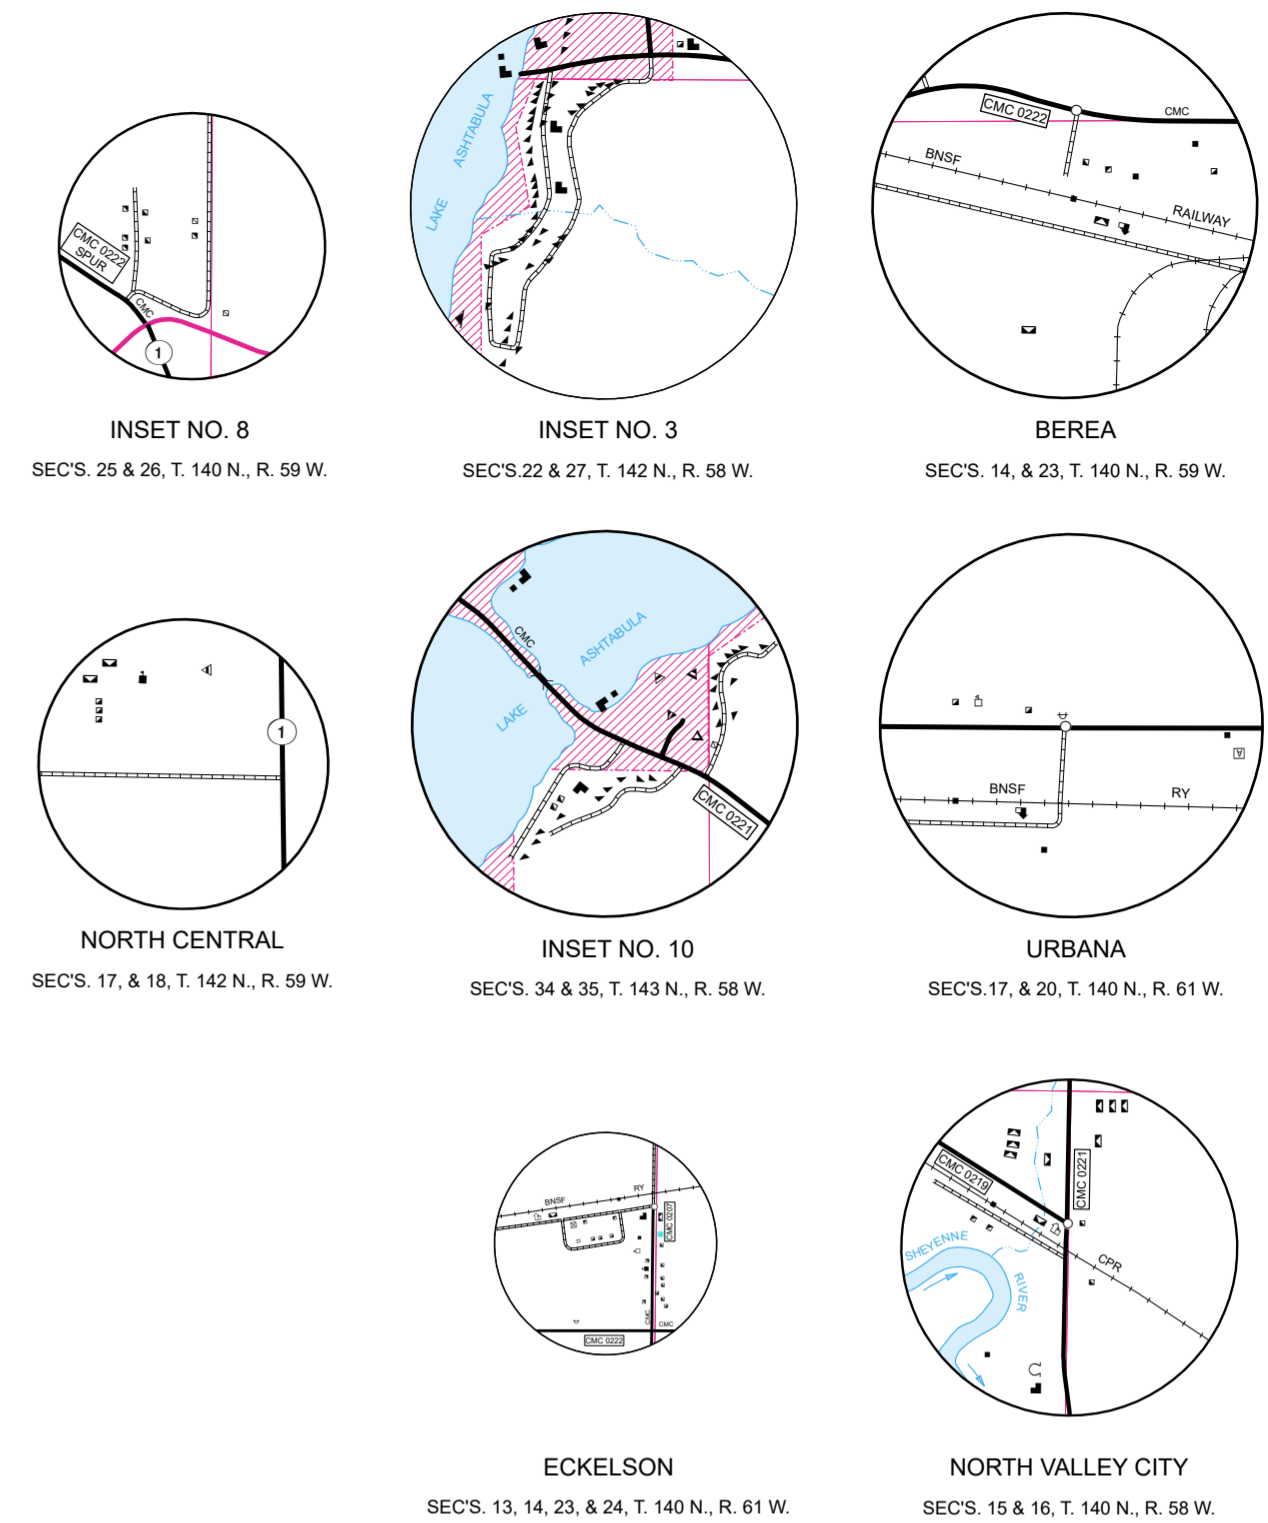 CMC 0222
SPUR
CMC
1
INSET NO. 8
SEC'S. 25 & 26, T. 140 N., R. 59 W.
LAKE
ASHTABULA
INSET NO. 3
SEC'S.22 & 27, T. 142 N., R. 58 W.
CMC 0222
CMC
BNSF
RAILWAY
BEREA
SEC'S. 14, & 23, T. 140 N., R. 59 W.
1
NORTH CENTRAL
SEC'S. 17, & 18, T. 142 N., R. 59 W.
CMC
LAKE
ASHTABULA
CMC 0221
INSET NO. 10
SEC'S. 34 & 35, T. 143 N., R. 58 W.
BNSF
RY
A
URBANA
SEC'S.17, & 20, T. 140 N., R. 61 W.
BNSF
RY
CMC 0207
CMC
CMC
CMC 0222
ECKELSON
SEC'S. 13, 14, 23, & 24, T. 140 N., R. 61 W.
CMC 0219
CMC 0221
CPR
SHEYENNE
RIVER
NORTH VALLEY CITY
SEC'S. 15 & 16, T. 140 N., R. 58 W.